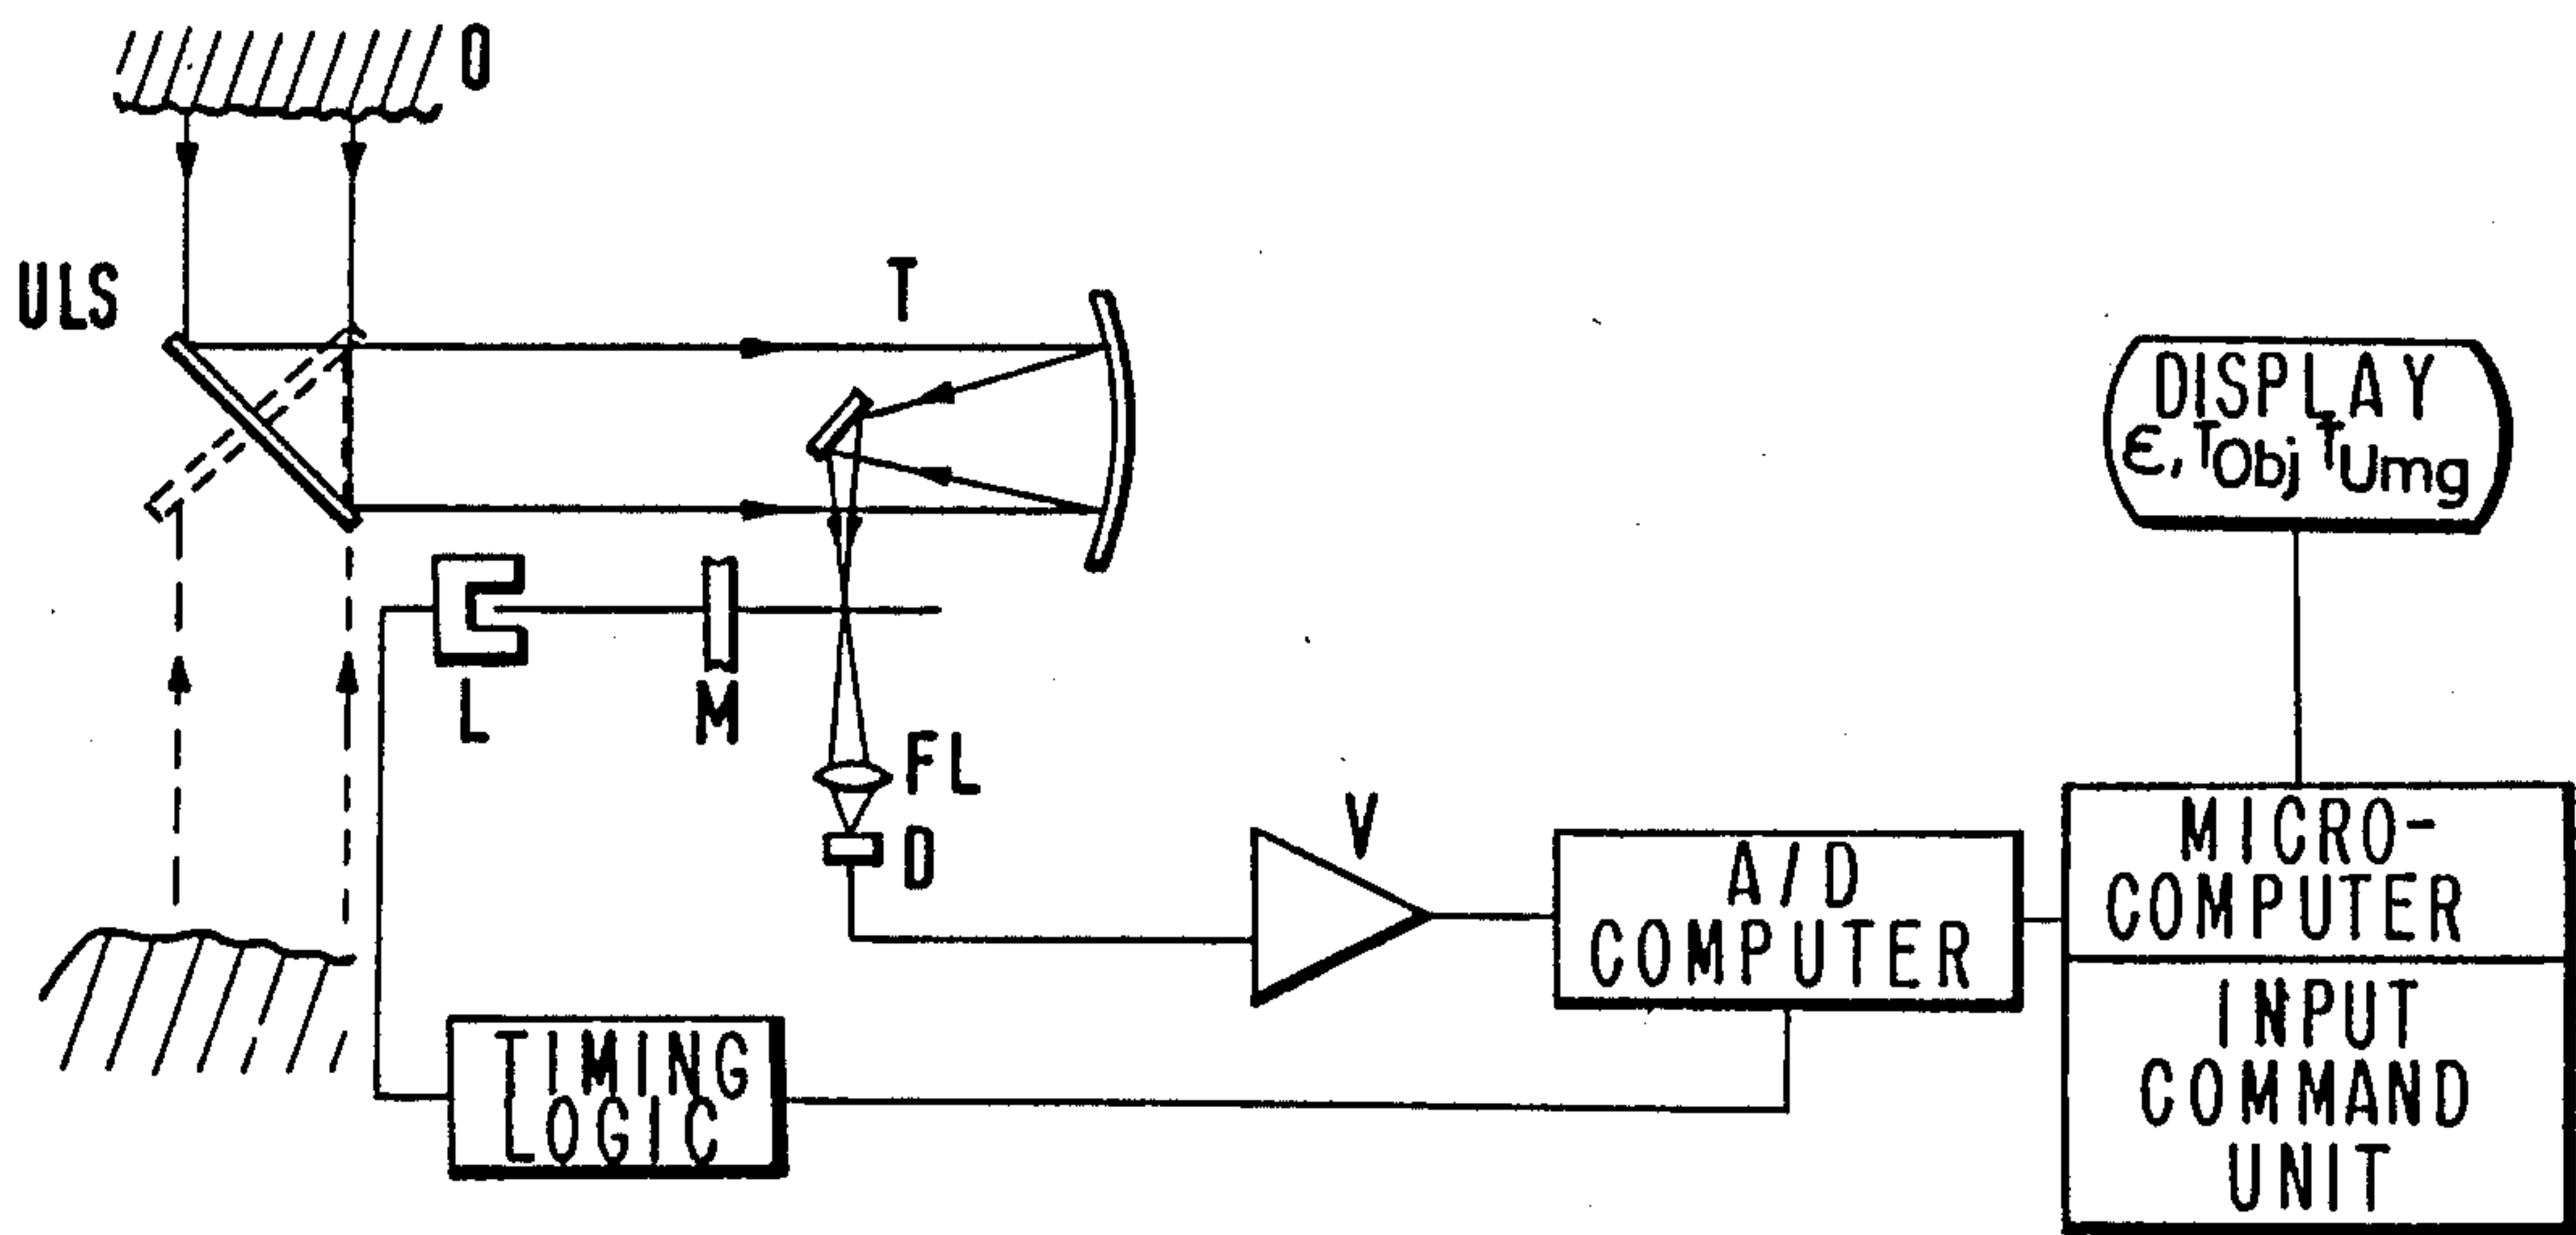 O
ULS
T
DISPLAY
ε, TObj TUmg
L
M
FL
D
V
A/D
COMPUTER
MICRO-
COMPUTER
INPUT
COMMAND
UNIT
TIMING
LOGIC